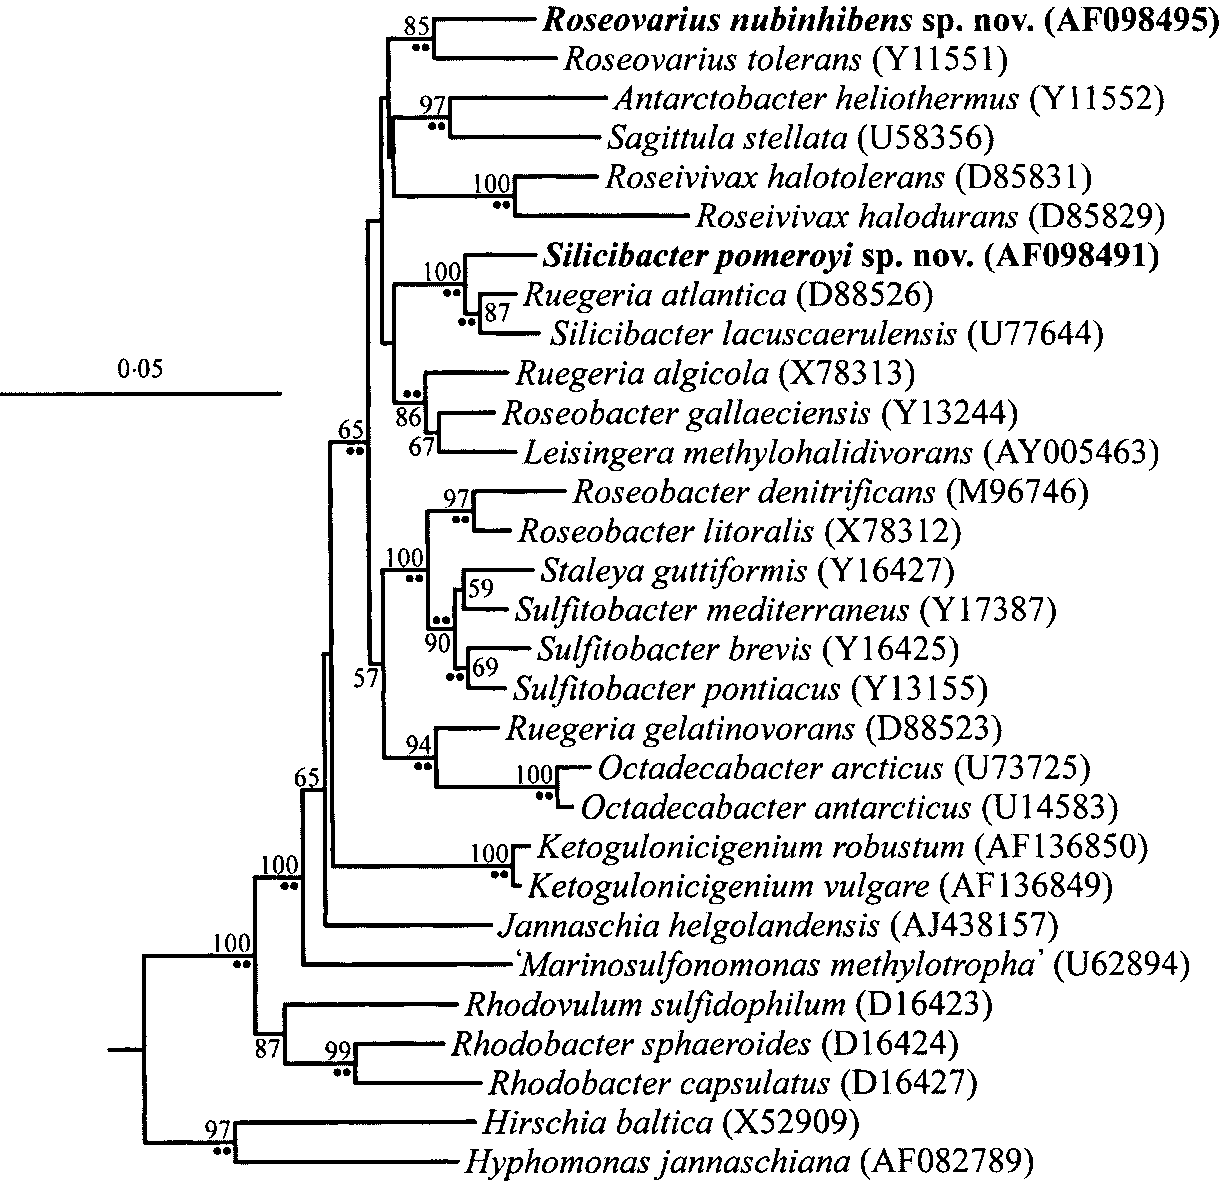 85
Roseovarius nubinhibens sp. nov. (AF098495)
Roseovarius tolerans (Y11551)
97
Antarctobacter heliothermus (Y11552)
Sagittula stellata (U58356)
100
Roseivivax halotolerans (D85831)
Roseivivax halodurans (D85829)
100
Silicibacter pomeroyi sp. nov. (AF098491)
Ruegeria atlantica (D88526)
87
Silicibacter lacuscaerulensis (U77644)
0·05
Ruegeria algicola (X78313)
86
Roseobacter gallaeciensis (Y13244)
67
Leisingera methylohalidivorans (AY005463)
65
97
Roseobacter denitrificans (M96746)
Roseobacter litoralis (X78312)
100
Staleya guttiformis (Y16427)
59
Sulfitobacter mediterraneus (Y17387)
90
Sulfitobacter brevis (Y16425)
69
Sulfitobacter pontiacus (Y13155)
57
Ruegeria gelatinovorans (D88523)
94
100
Octadecabacter arcticus (U73725)
Octadecabacter antarcticus (U14583)
65
100
Ketogulonicigenium robustum (AF136850)
Ketogulonicigenium vulgare (AF136849)
100
Jannaschia helgolandensis (AJ438157)
100
'Marinosulfonomonas methylotropha' (U62894)
Rhodovulum sulfidophilum (D16423)
87
99
Rhodobacter sphaeroides (D16424)
Rhodobacter capsulatus (D16427)
97
Hirschia baltica (X52909)
Hyphomonas jannaschiana (AF082789)